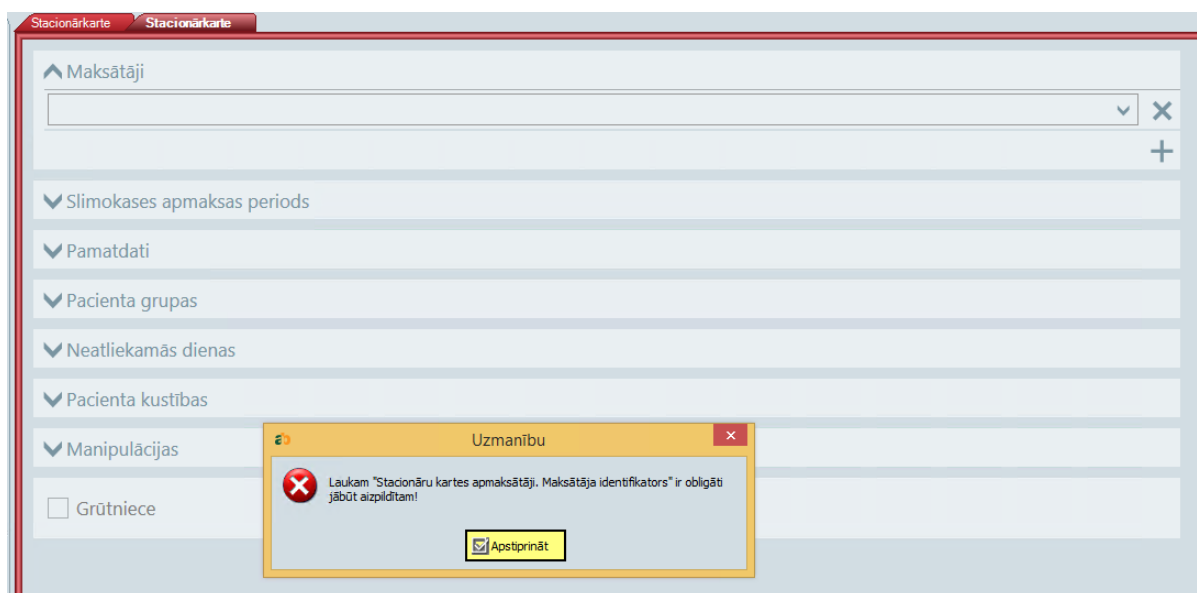 Stacionārkarte
Stacionārkarte
Maksātāji
Slimokases apmaksas periods
Pamatdati
Pacienta grupas
Neatliekamās dienas
Pacienta kustības
Manipulācijas
Grūtniece
ab
Uzmanību
Laukam "Stacionāru kartes apmaksātāji. Maksātāja identifikators" ir obligāti
jābūt aizpildītam!
Apstiprināt